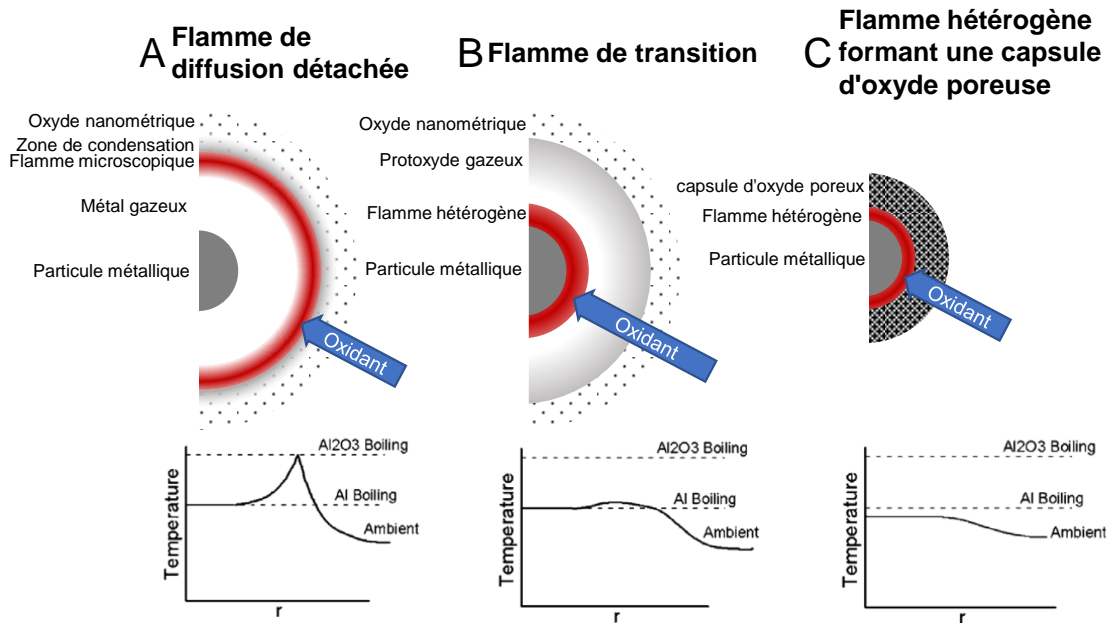 A Flamme de
diffusion détachée
Oxyde nanométrique
Zone de condensation
Flamme microscopique
Métal gazeux
Particule métallique
Oxidant
Al2O3 Boiling
Al Boiling
Ambient
Temperature
r
B Flamme de transition
Oxyde nanométrique
Protoxyde gazeux
Flamme hétérogène
Particule métallique
Oxidant
Al2O3 Boiling
Al Boiling
Ambient
Temperature
r
C Flamme hétérogène
formant une capsule
d'oxyde poreuse
capsule d'oxyde poreux
Flamme hétérogène
Particule métallique
Oxidant
Al2O3 Boiling
Al Boiling
Ambient
Temperature
r